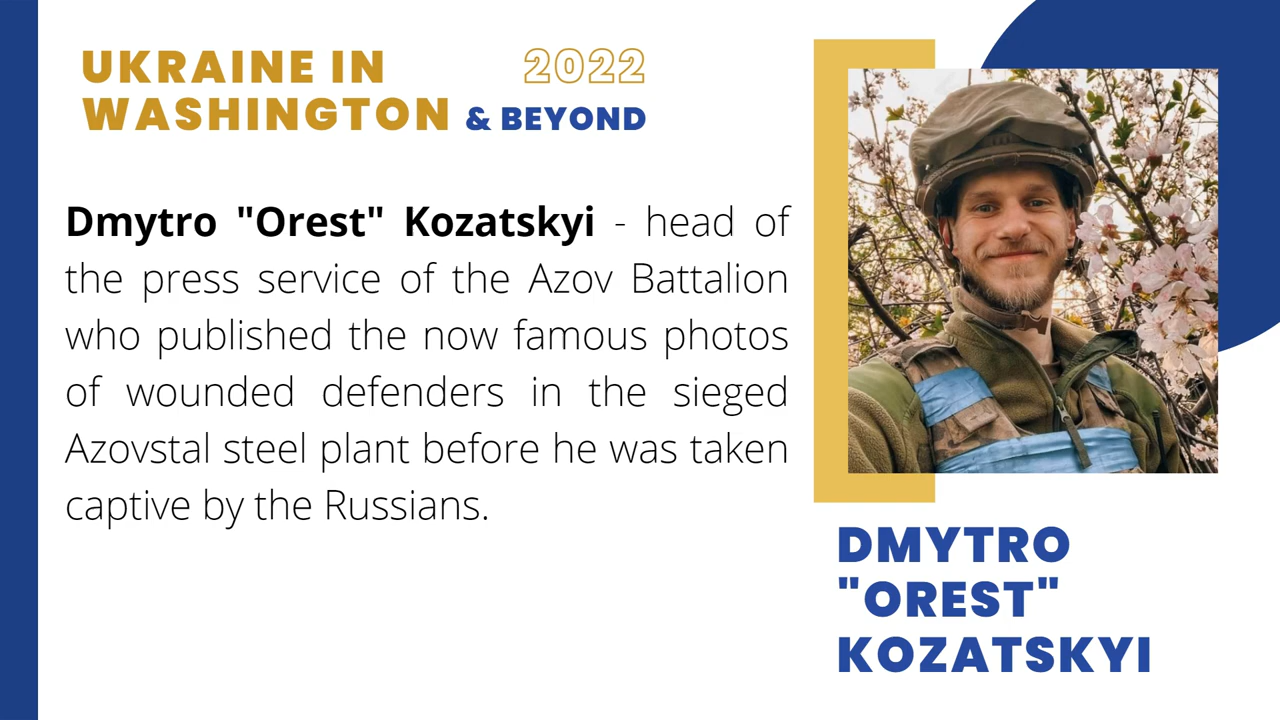 UKRAINE IN 2022
WASHINGTON & BEYOND
Dmytro "Orest" Kozatskyi - head of
the press service of the Azov Battalion
who published the now famous photos
of wounded defenders in the sieged
Azovstal steel plant before he was taken
captive by the Russians.
DMYTRO
"OREST"
KOZATSKYI